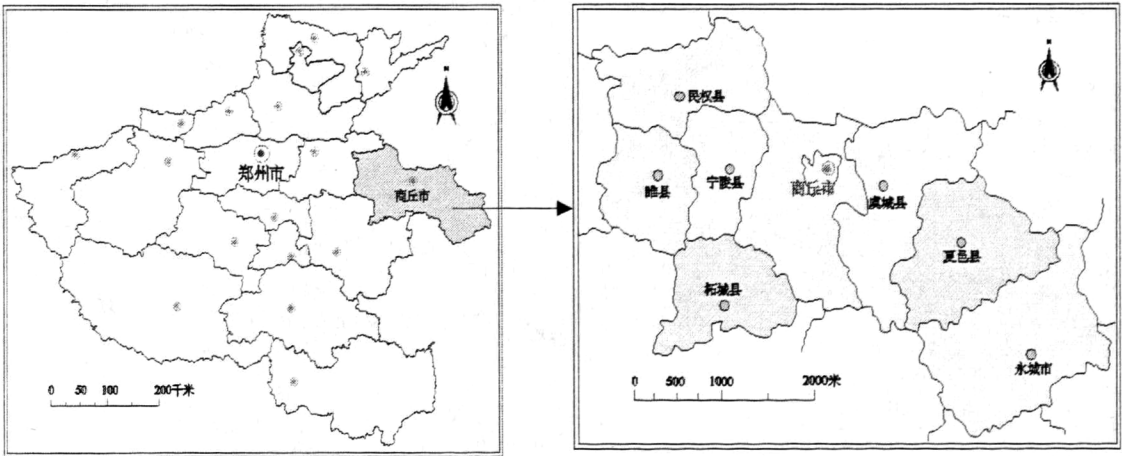 N
郑州市
商丘市
0 50 100 200千米
N
民权县
睢县
宁陵县
商丘市
虞城县
夏邑县
柘城县
永城市
0 500 1000 2000米